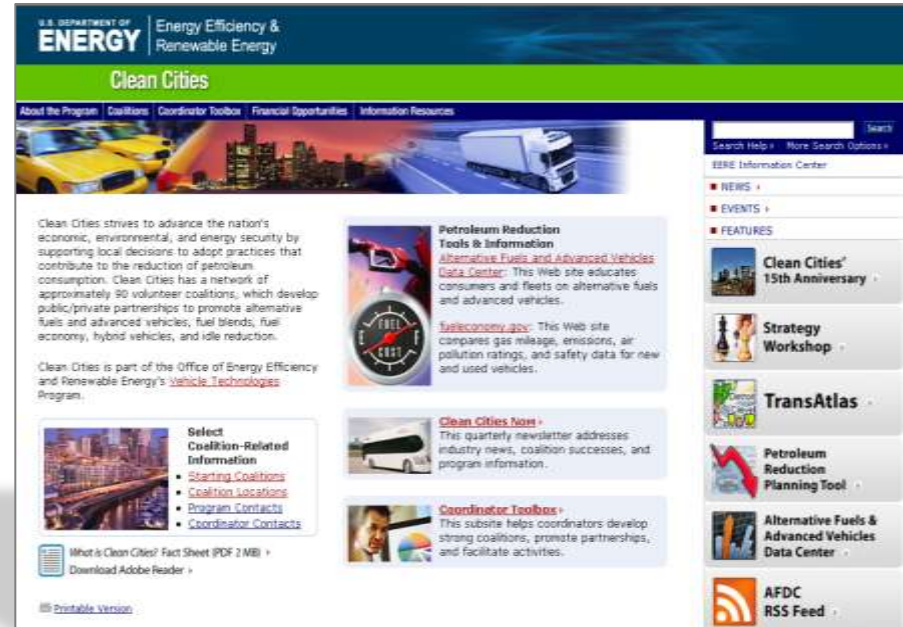 U.S. DEPARTMENT OF
ENERGY
Energy Efficiency &
Renewable Energy
Clean Cities
About the Program
Coalitions
Coordinator Toolbox
Financial Opportunities
Information Resources
Search
Search Help
More Search Options
EERE Information Center
NEWS
EVENTS
FEATURES
Clean Cities strives to advance the nation's
economic, environmental, and energy security by
supporting local decisions to adopt practices that
contribute to the reduction of petroleum
consumption. Clean Cities has a network of
approximately 90 volunteer coalitions, which develop
public/private partnerships to promote alternative
fuels and advanced vehicles, fuel blends, fuel
economy, hybrid vehicles, and idle reduction.
Clean Cities is part of the Office of Energy Efficiency
and Renewable Energy's Vehicle Technologies
Program.
Select
Coalition-Related
Information
Starting Coalitions
Coalition Locations
Program Contacts
Coordinator Contacts
What is Clean Cities? Fact Sheet (PDF 2 MB)
Download Adobe Reader
Printable Version
FUEL
COST
Petroleum Reduction
Tools & Information
Alternative Fuels and Advanced Vehicles
Data Center: This Web site educates
consumers and fleets on alternative fuels
and advanced vehicles.
fueleconomy.gov: This Web site
compares gas mileage, emissions, air
pollution ratings, and safety data for new
and used vehicles.
Clean Cities Now
This quarterly newsletter addresses
industry news, coalition successes, and
program information.
Coordinator Toolbox
This subsite helps coordinators develop
strong coalitions, promote partnerships,
and facilitate activities.
Clean Cities'
15th Anniversary
Strategy
Workshop
TransAtlas
Petroleum
Reduction
Planning Tool
Alternative Fuels &
Advanced Vehicles
Data Center
AFDC
RSS Feed